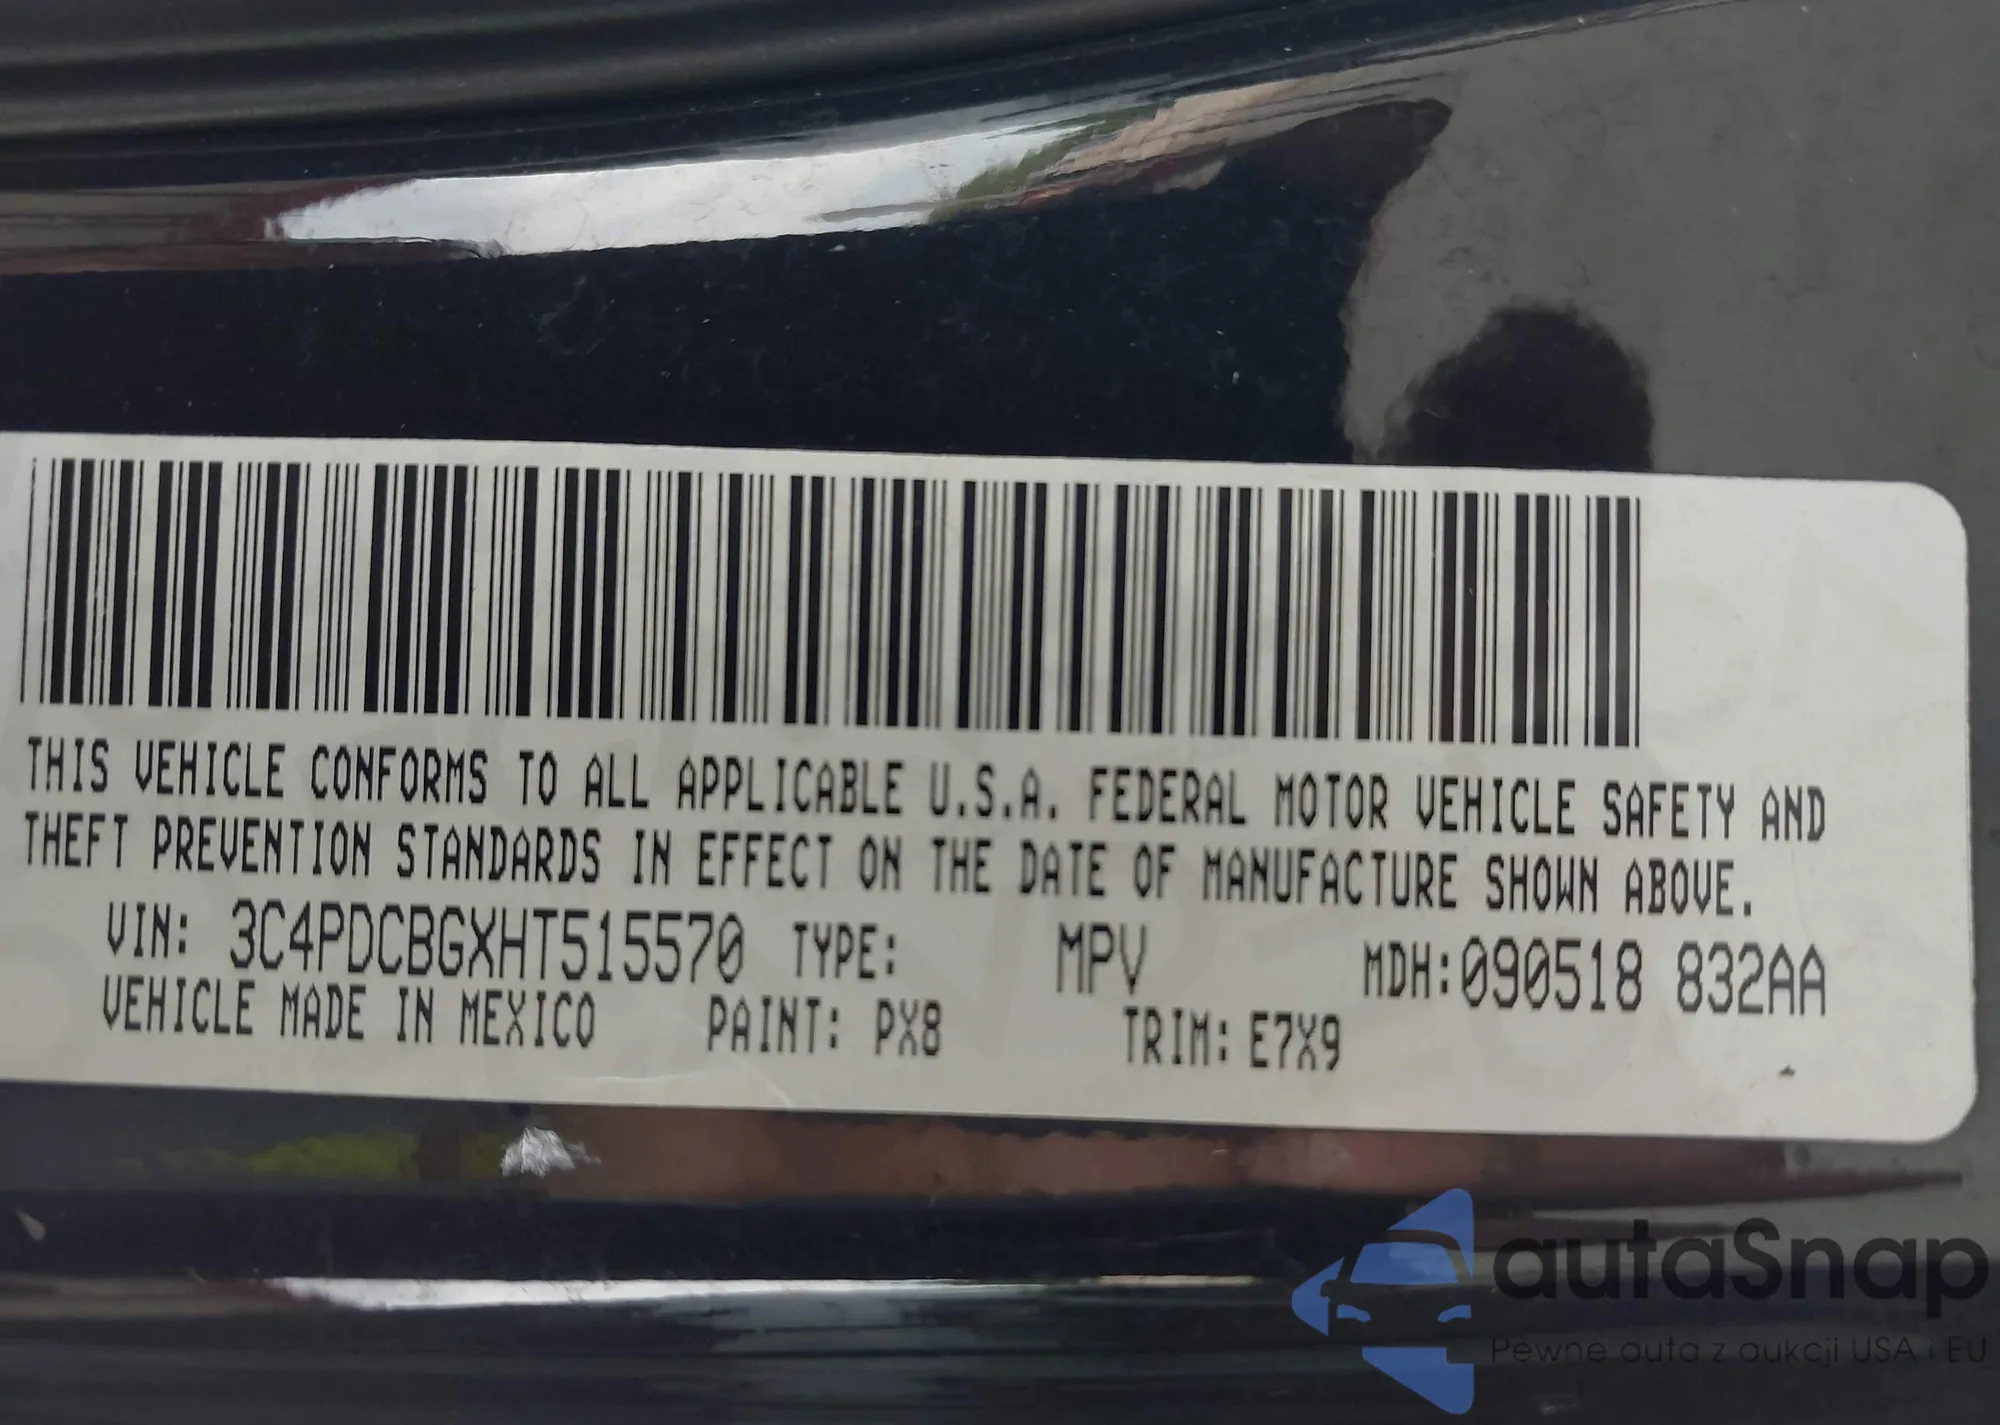 THIS VEHICLE CONFORMS TO ALL APPLICABLE U.S.A. FEDERAL MOTOR VEHICLE SAFETY AND
THEFT PREVENTION STANDARDS IN EFFECT ON THE DATE OF MANUFACTURE SHOWN ABOVE.
VIN: 3C4PDCBGXHT515570 TYPE: MPV MDH:090518 832AA
VEHICLE MADE IN MEXICO PAINT: PX8 TRIM: E7X9
autaSnap
Pewne auta z aukcji USA i EU